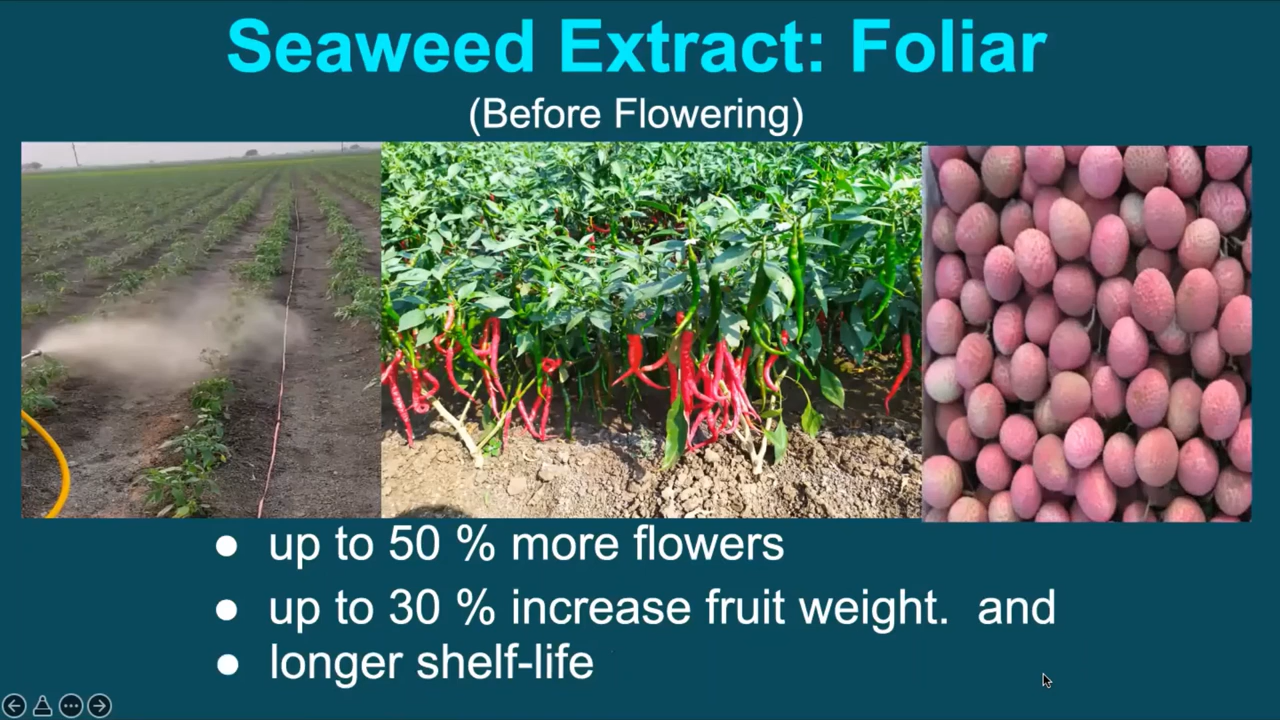 Seaweed Extract: Foliar
(Before Flowering)
● up to 50 % more flowers
● up to 30 % increase fruit weight. and
● longer shelf-life